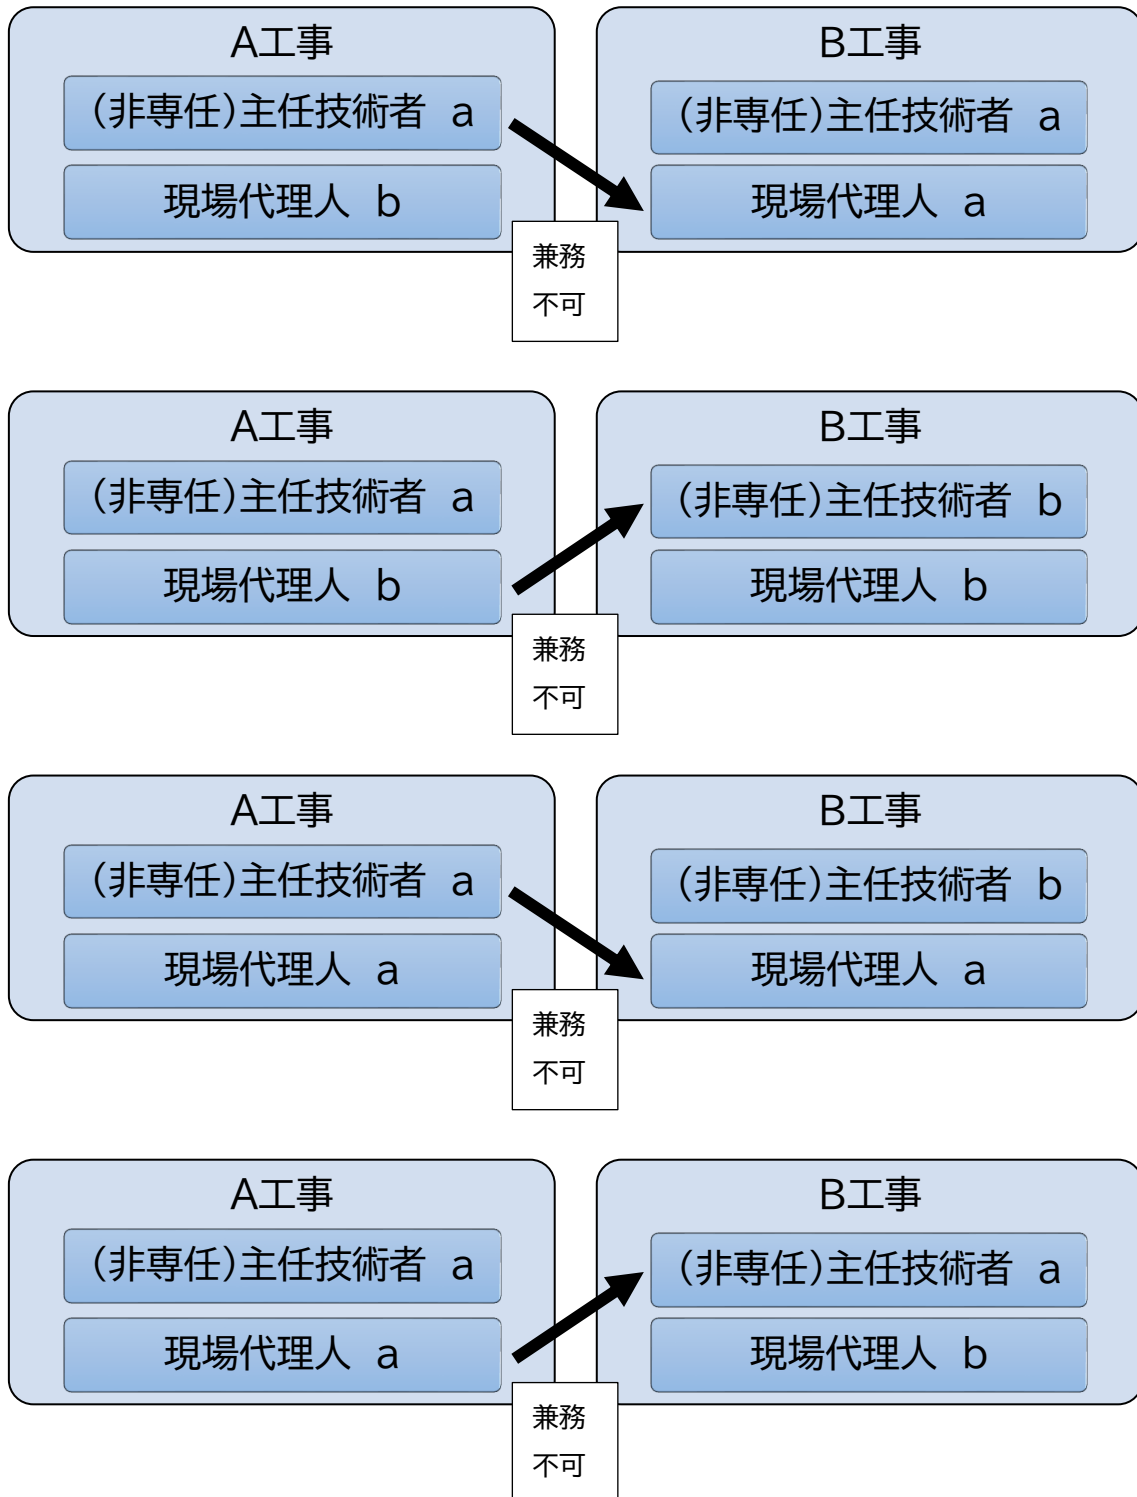 A工事
(非専任)主任技術者 a
現場代理人 b
B工事
(非専任)主任技術者 a
現場代理人 a
兼務
不可
A工事
(非専任)主任技術者 a
現場代理人 b
B工事
(非専任)主任技術者 b
現場代理人 b
兼務
不可
A工事
(非専任)主任技術者 a
現場代理人 a
B工事
(非専任)主任技術者 b
現場代理人 a
兼務
不可
A工事
(非専任)主任技術者 a
現場代理人 a
B工事
(非専任)主任技術者 a
現場代理人 b
兼務
不可